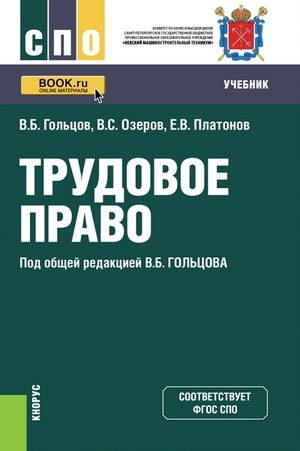 СПО
BOOK.ru
ONLINE МАТЕРИАЛЫ
КОМИТЕТ ПО НАУКЕ И ВЫСШЕЙ ШКОЛЕ
САНКТ-ПЕТЕРБУРГСКОЕ ГОСУДАРСТВЕННОЕ БЮДЖЕТНОЕ
ПРОФЕССИОНАЛЬНОЕ ОБРАЗОВАТЕЛЬНОЕ УЧРЕЖДЕНИЕ
«НЕВСКИЙ МАШИНОСТРОИТЕЛЬНЫЙ ТЕХНИКУМ»
УЧЕБНИК
В.Б. Гольцов, В.С. Озеров, Е.В. Платонов
ТРУДОВОЕ
ПРАВО
Под общей редакцией В.Б. ГОЛЬЦОВА
СООТВЕТСТВУЕТ
ФГОС СПО
КНОРУС